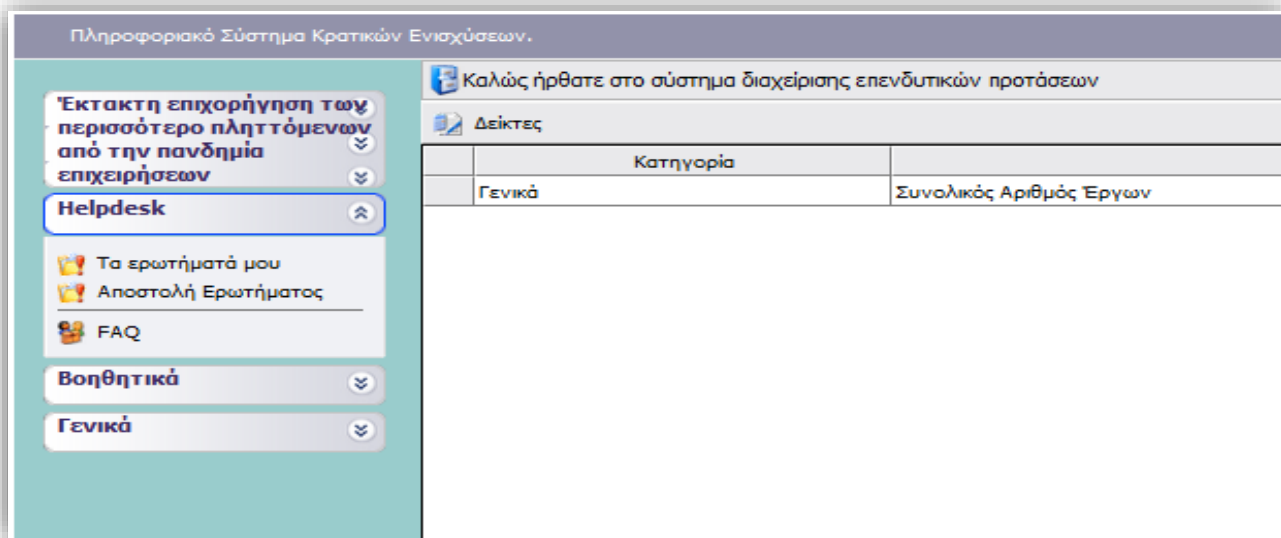 Πληροφοριακό Σύστημα Κρατικών Ενισχύσεων.
Έκτακτη επιχορήγηση των
περισσότερο πληττόμενων
από την πανδημία
επιχειρήσεων
Helpdesk
Τα ερωτήματά μου
Αποστολή Ερωτήματος
FAQ
Βοηθητικά
Γενικά
Καλώς ήρθατε στο σύστημα διαχείρισης επενδυτικών προτάσεων
Δείκτες
Κατηγορία
Γενικά Συνολικός Αριθμός Έργων